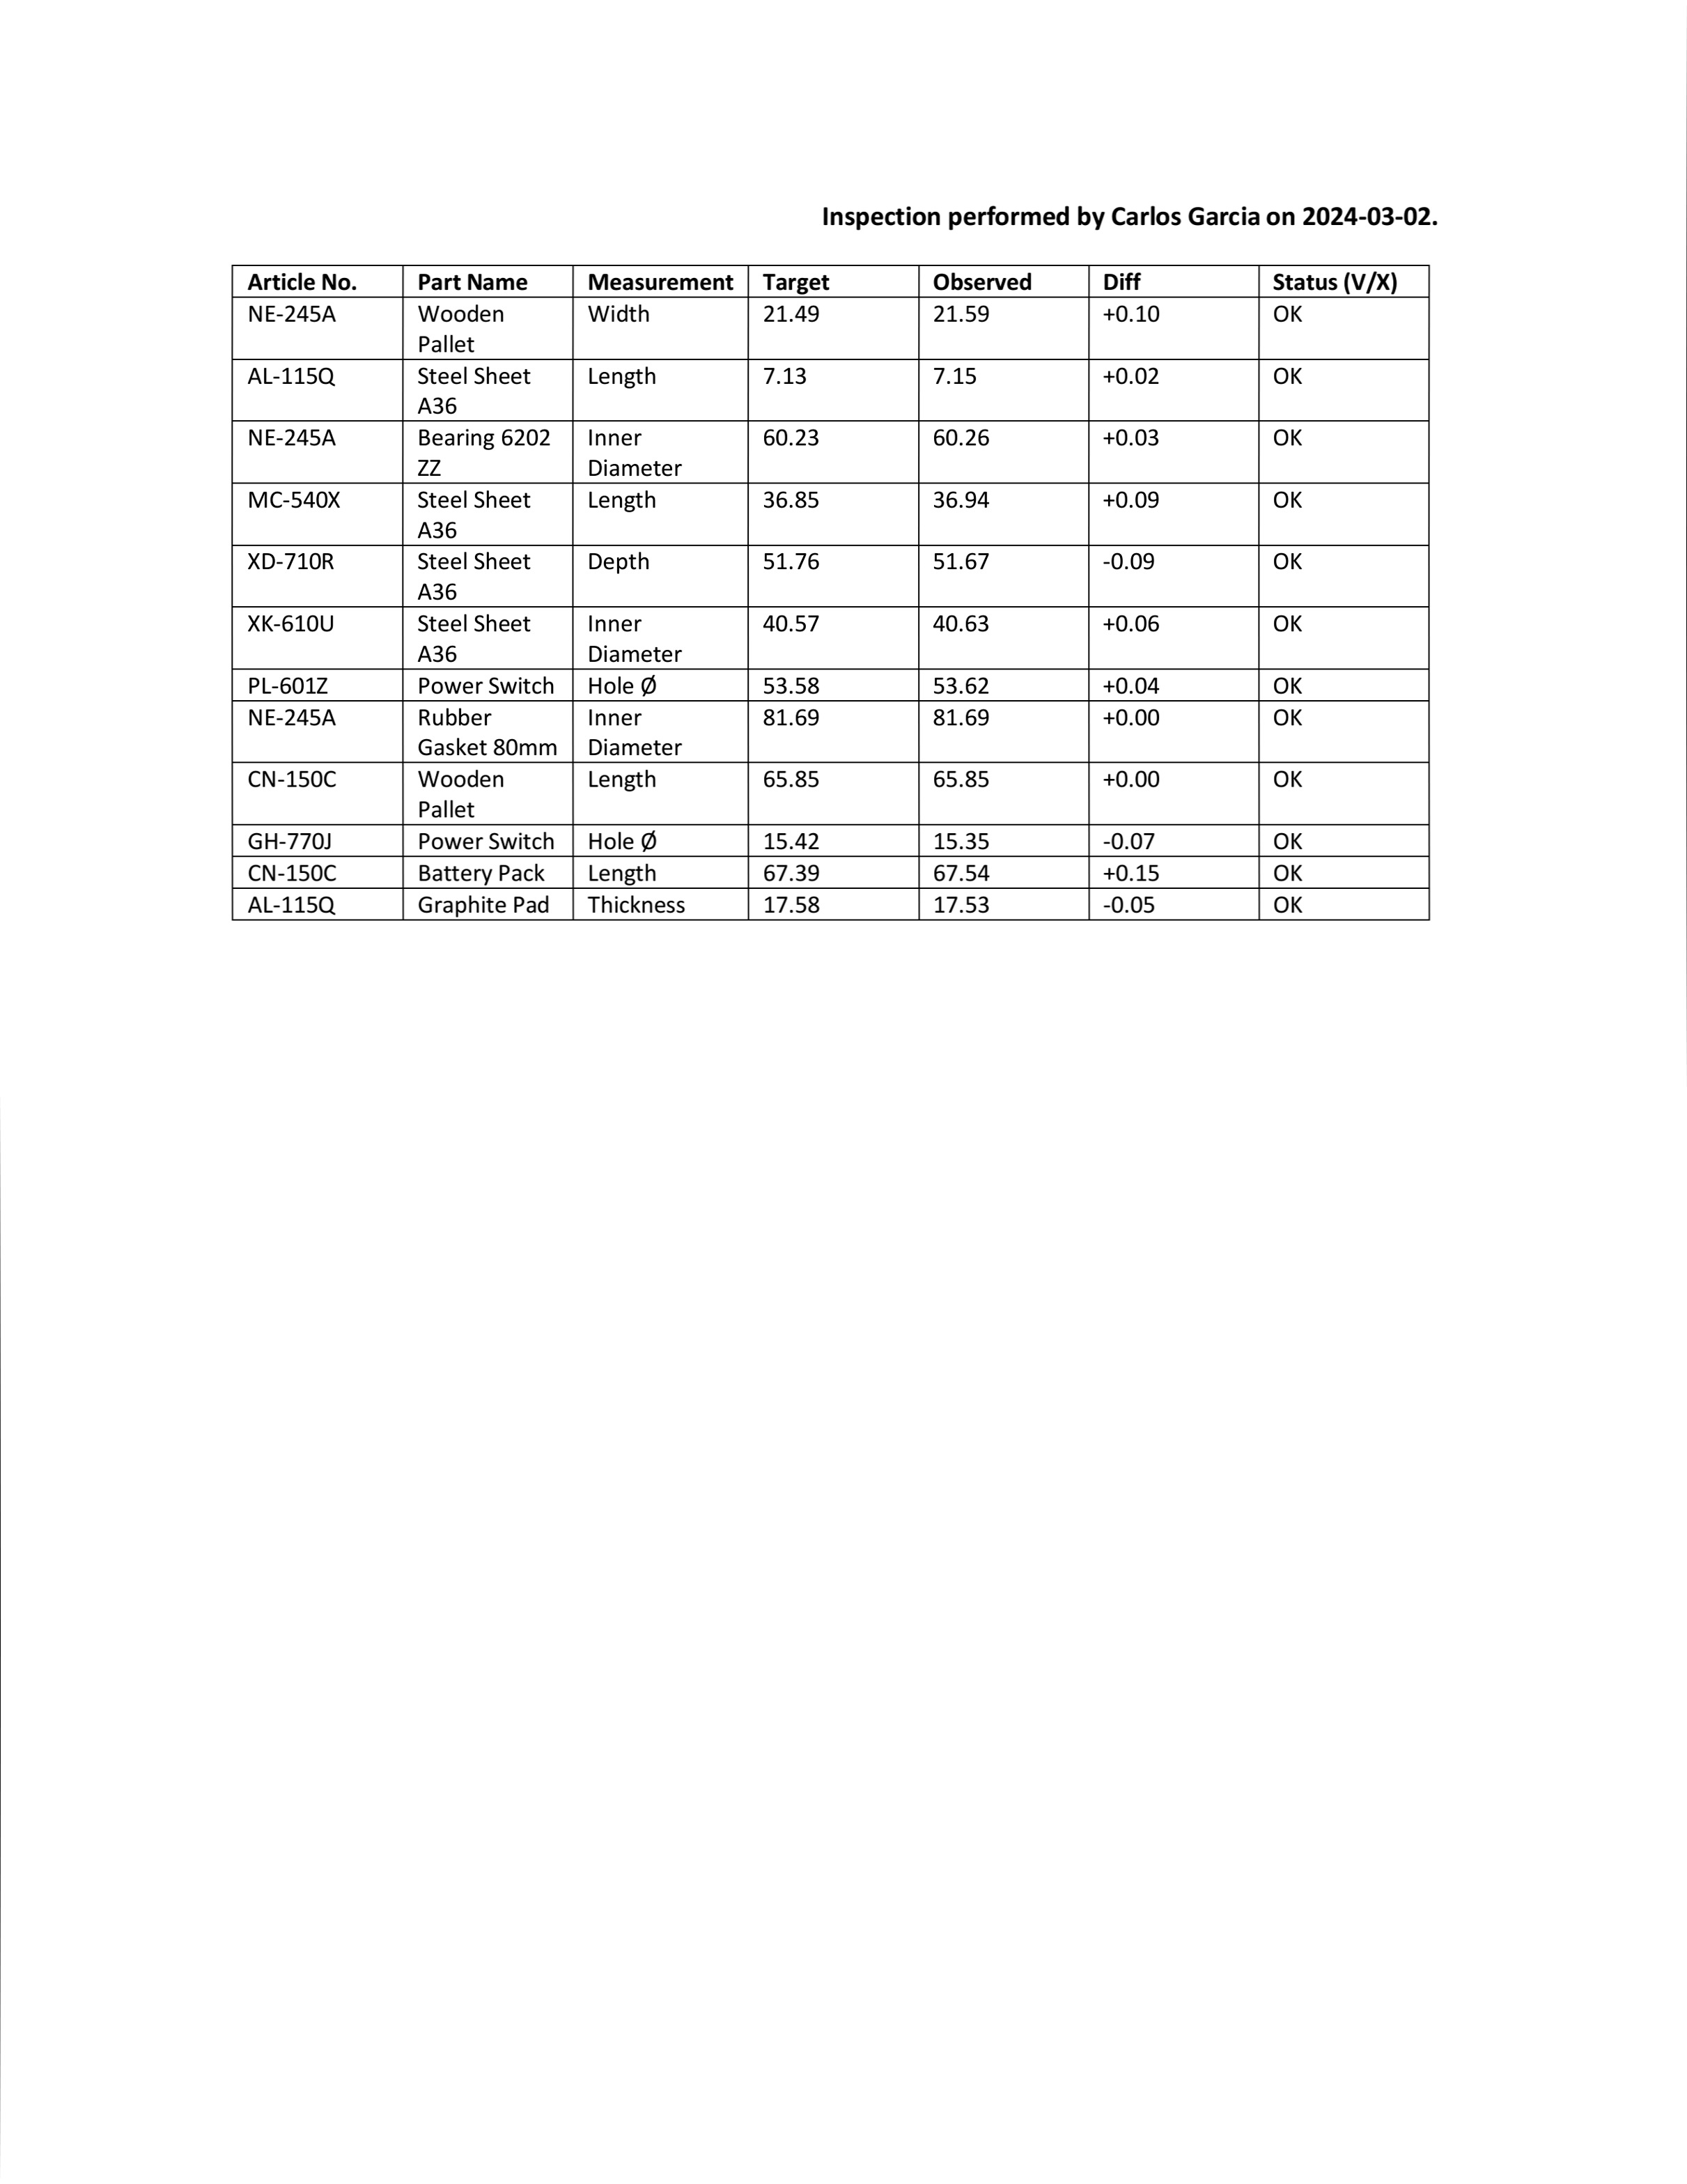 Inspection performed by Carlos Garcia on 2024-03-02.
Article No. Part Name Measurement Target Observed Diff Status (V/X)
NE-245A Wooden Pallet Width 21.49 21.59 +0.10 OK
AL-115Q Steel Sheet A36 Length 7.13 7.15 +0.02 OK
NE-245A Bearing 6202 ZZ Inner Diameter 60.23 60.26 +0.03 OK
MC-540X Steel Sheet A36 Length 36.85 36.94 +0.09 OK
XD-710R Steel Sheet A36 Depth 51.76 51.67 -0.09 OK
XK-610U Steel Sheet A36 Inner Diameter 40.57 40.63 +0.06 OK
PL-601Z Power Switch Hole Ø 53.58 53.62 +0.04 OK
NE-245A Rubber Gasket 80mm Inner Diameter 81.69 81.69 +0.00 OK
CN-150C Wooden Pallet Length 65.85 65.85 +0.00 OK
GH-770J Power Switch Hole Ø 15.42 15.35 -0.07 OK
CN-150C Battery Pack Length 67.39 67.54 +0.15 OK
AL-115Q Graphite Pad Thickness 17.58 17.53 -0.05 OK